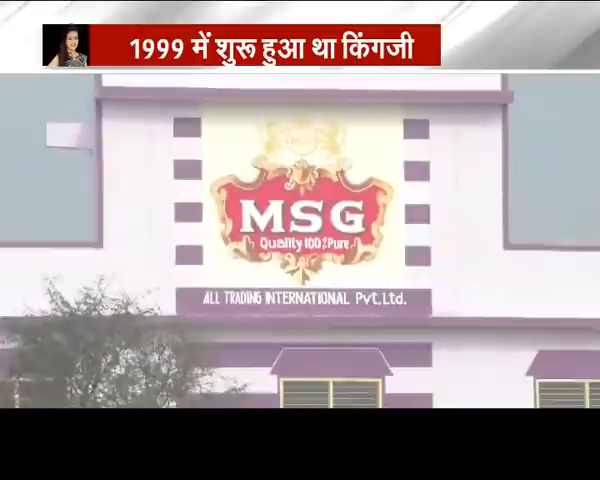 1999 में शुरू हुआ था किंगजी
MSG
Quality 100% Pure
ALL TRADING INTERNATIONAL Pvt.Ltd.